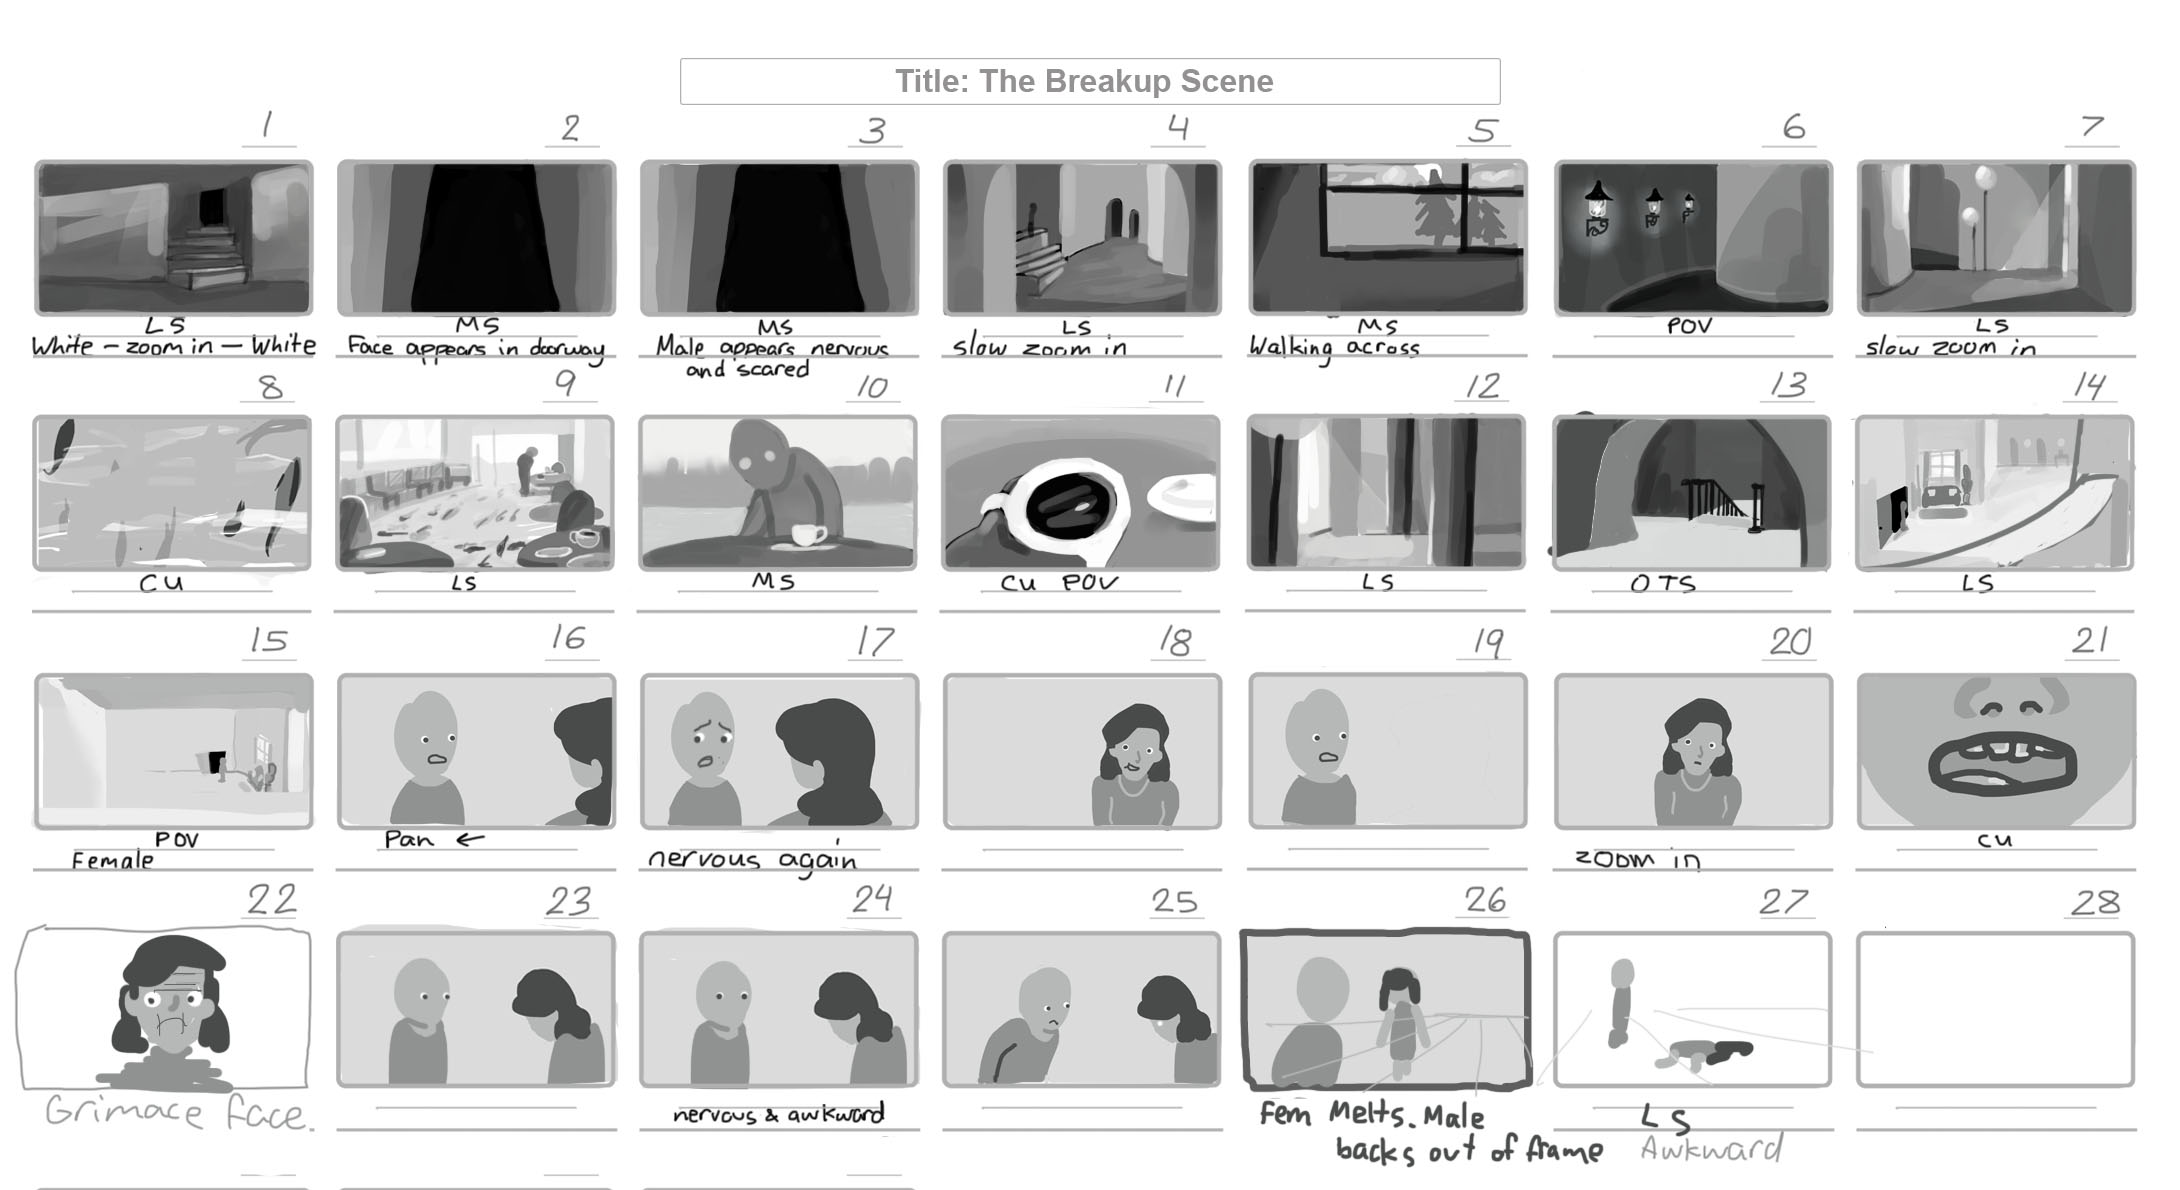 Title: The Breakup Scene
1
2
3
4
5
6
7
LS
White - zoom in - White
MS
Face appears in doorway
MS
Male appears nervous
and scared
LS
slow zoom in
MS
Walking across
POV
LS
slow zoom in
8
9
10
11
12
13
14
CU
LS
MS
CU POV
LS
OTS
LS
15
16
17
18
19
20
21
POV
Female
Pan ←
nervous again
zoom in
CU
22
23
24
25
26
27
28
Grimace face.
nervous & awkward
Fem Melts. Male
backs out of frame
LS
Awkward